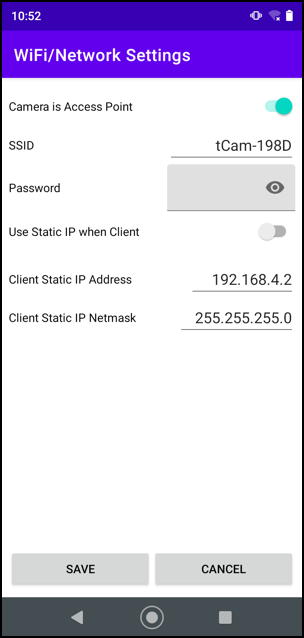 10:52
WiFi/Network Settings
Camera is Access Point
SSID tCam-198D
Password
Use Static IP when Client
Client Static IP Address 192.168.4.2
Client Static IP Netmask 255.255.255.0
SAVE CANCEL